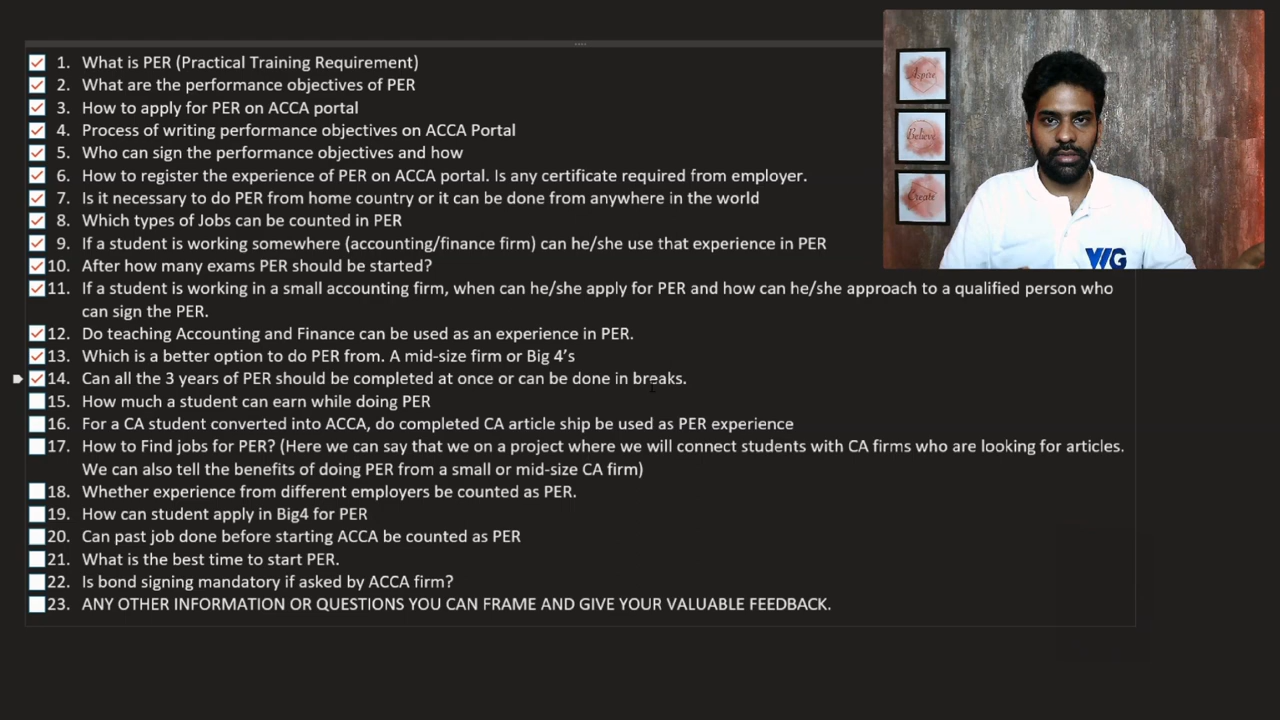 1. What is PER (Practical Training Requirement)
2. What are the performance objectives of PER
3. How to apply for PER on ACCA portal
4. Process of writing performance objectives on ACCA Portal
5. Who can sign the performance objectives and how
6. How to register the experience of PER on ACCA portal. Is any certificate required from employer.
7. Is it necessary to do PER from home country or it can be done from anywhere in the world
8. Which types of Jobs can be counted in PER
9. If a student is working somewhere (accounting/finance firm) can he/she use that experience in PER
10. After how many exams PER should be started?
11. If a student is working in a small accounting firm, when can he/she apply for PER and how can he/she approach to a qualified person who
can sign the PER.
12. Do teaching Accounting and Finance can be used as an experience in PER.
13. Which is a better option to do PER from. A mid-size firm or Big 4's
14. Can all the 3 years of PER should be completed at once or can be done in breaks.
15. How much a student can earn while doing PER
16. For a CA student converted into ACCA, do completed CA article ship be used as PER experience
17. How to Find jobs for PER? (Here we can say that we on a project where we will connect students with CA firms who are looking for articles.
We can also tell the benefits of doing PER from a small or mid-size CA firm)
18. Whether experience from different employers be counted as PER.
19. How can student apply in Big4 for PER
20. Can past job done before starting ACCA be counted as PER
21. What is the best time to start PER.
22. Is bond signing mandatory if asked by ACCA firm?
23. ANY OTHER INFORMATION OR QUESTIONS YOU CAN FRAME AND GIVE YOUR VALUABLE FEEDBACK.
Aspire
Believe
Create
VIG